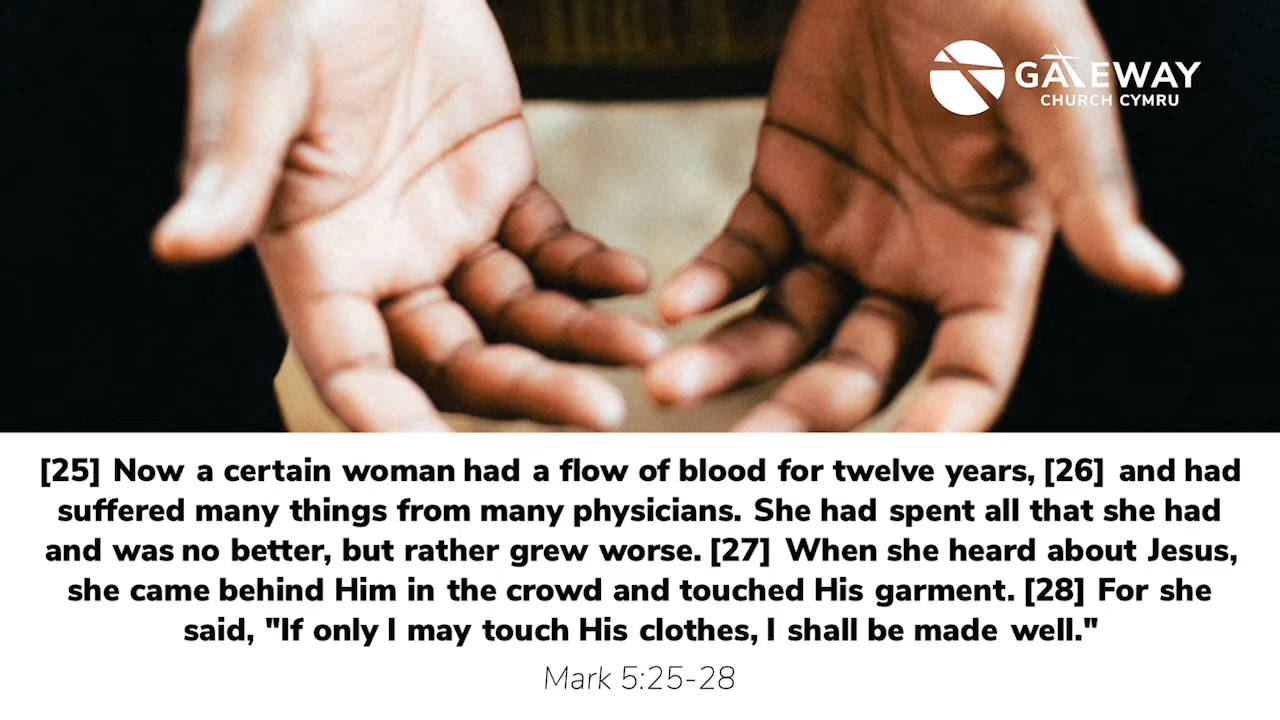 GATEWAY
CHURCH CYMRU
[25] Now a certain woman had a flow of blood for twelve years, [26] and had
suffered many things from many physicians. She had spent all that she had
and was no better, but rather grew worse. [27] When she heard about Jesus,
she came behind Him in the crowd and touched His garment. [28] For she
said, "If only I may touch His clothes, I shall be made well."
Mark 5:25-28